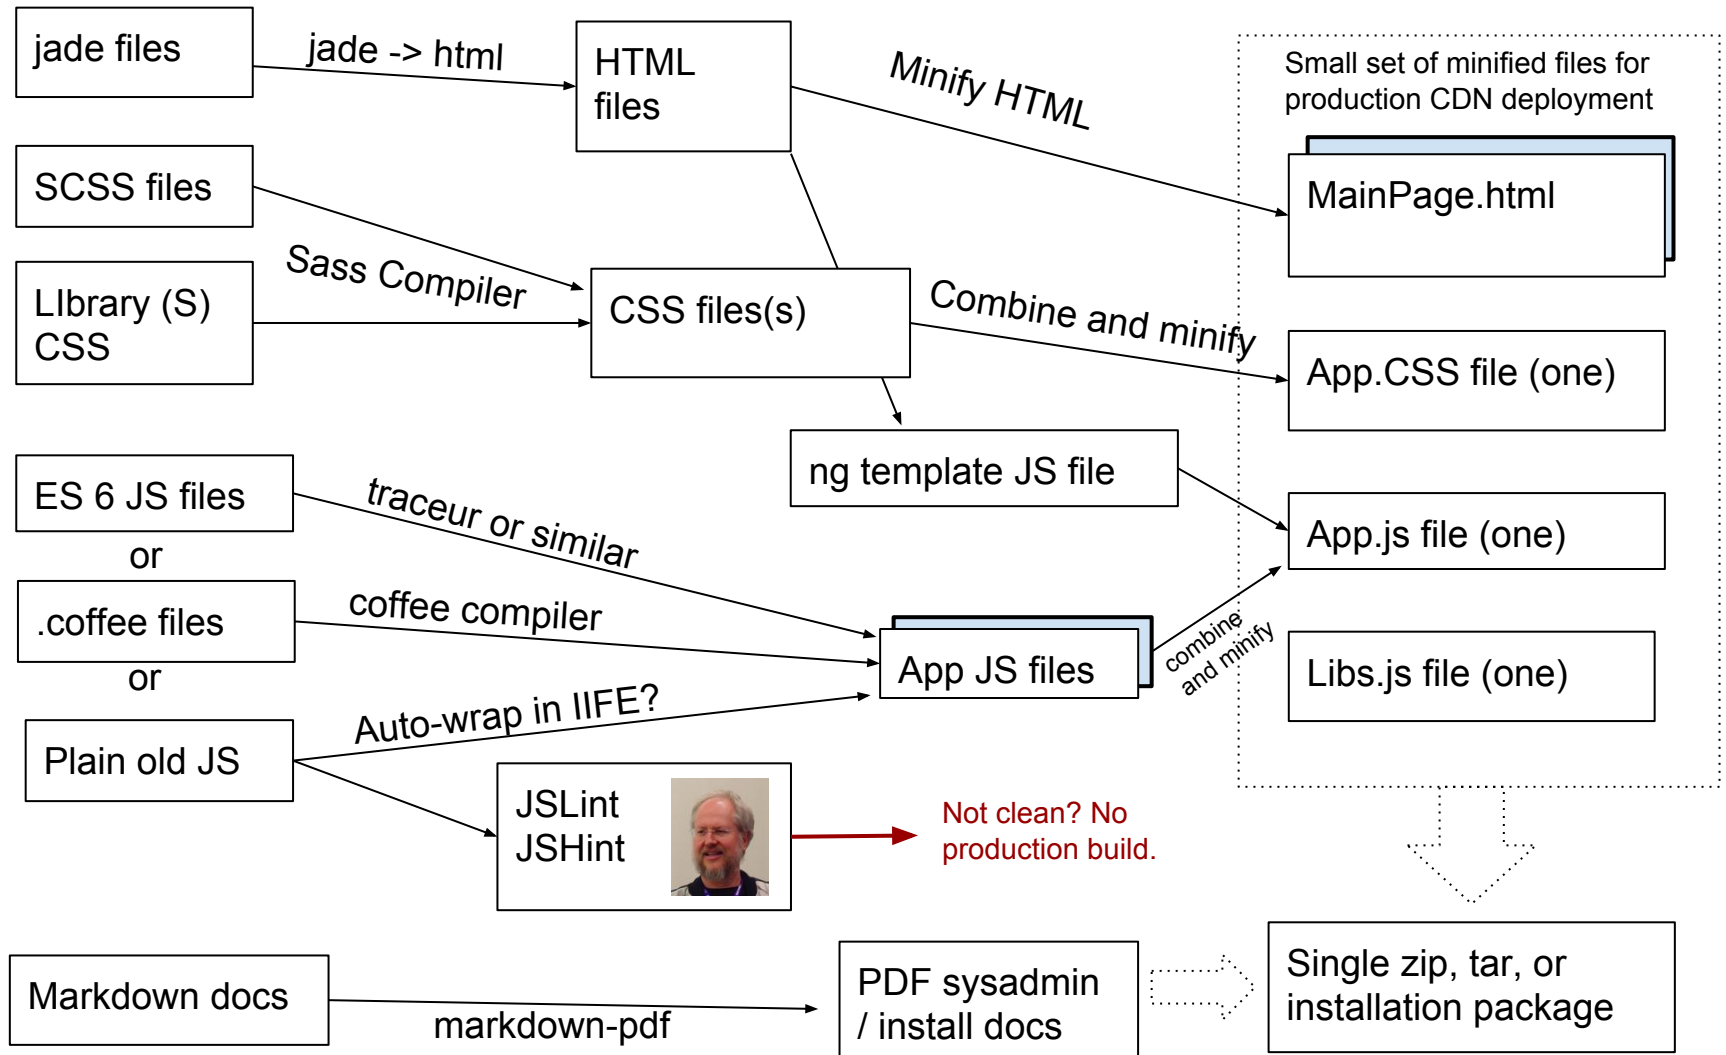 jade files
jade -> html
HTML
files
Minify HTML
Small set of minified files for
production CDN deployment
MainPage.html
SCSS files
Sass Compiler
LIbrary (S)
CSS
CSS files(s)
Combine and minify
App.CSS file (one)
ng template JS file
ES 6 JS files
traceur or similar
App.js file (one)
or
.coffee files
coffee compiler
App JS files
combine
and minify
Libs.js file (one)
or
Plain old JS
Auto-wrap in IIFE?
JSLint
JSHint
Not clean? No
production build.
Markdown docs
markdown-pdf
PDF sysadmin
/ install docs
Single zip, tar, or
installation package